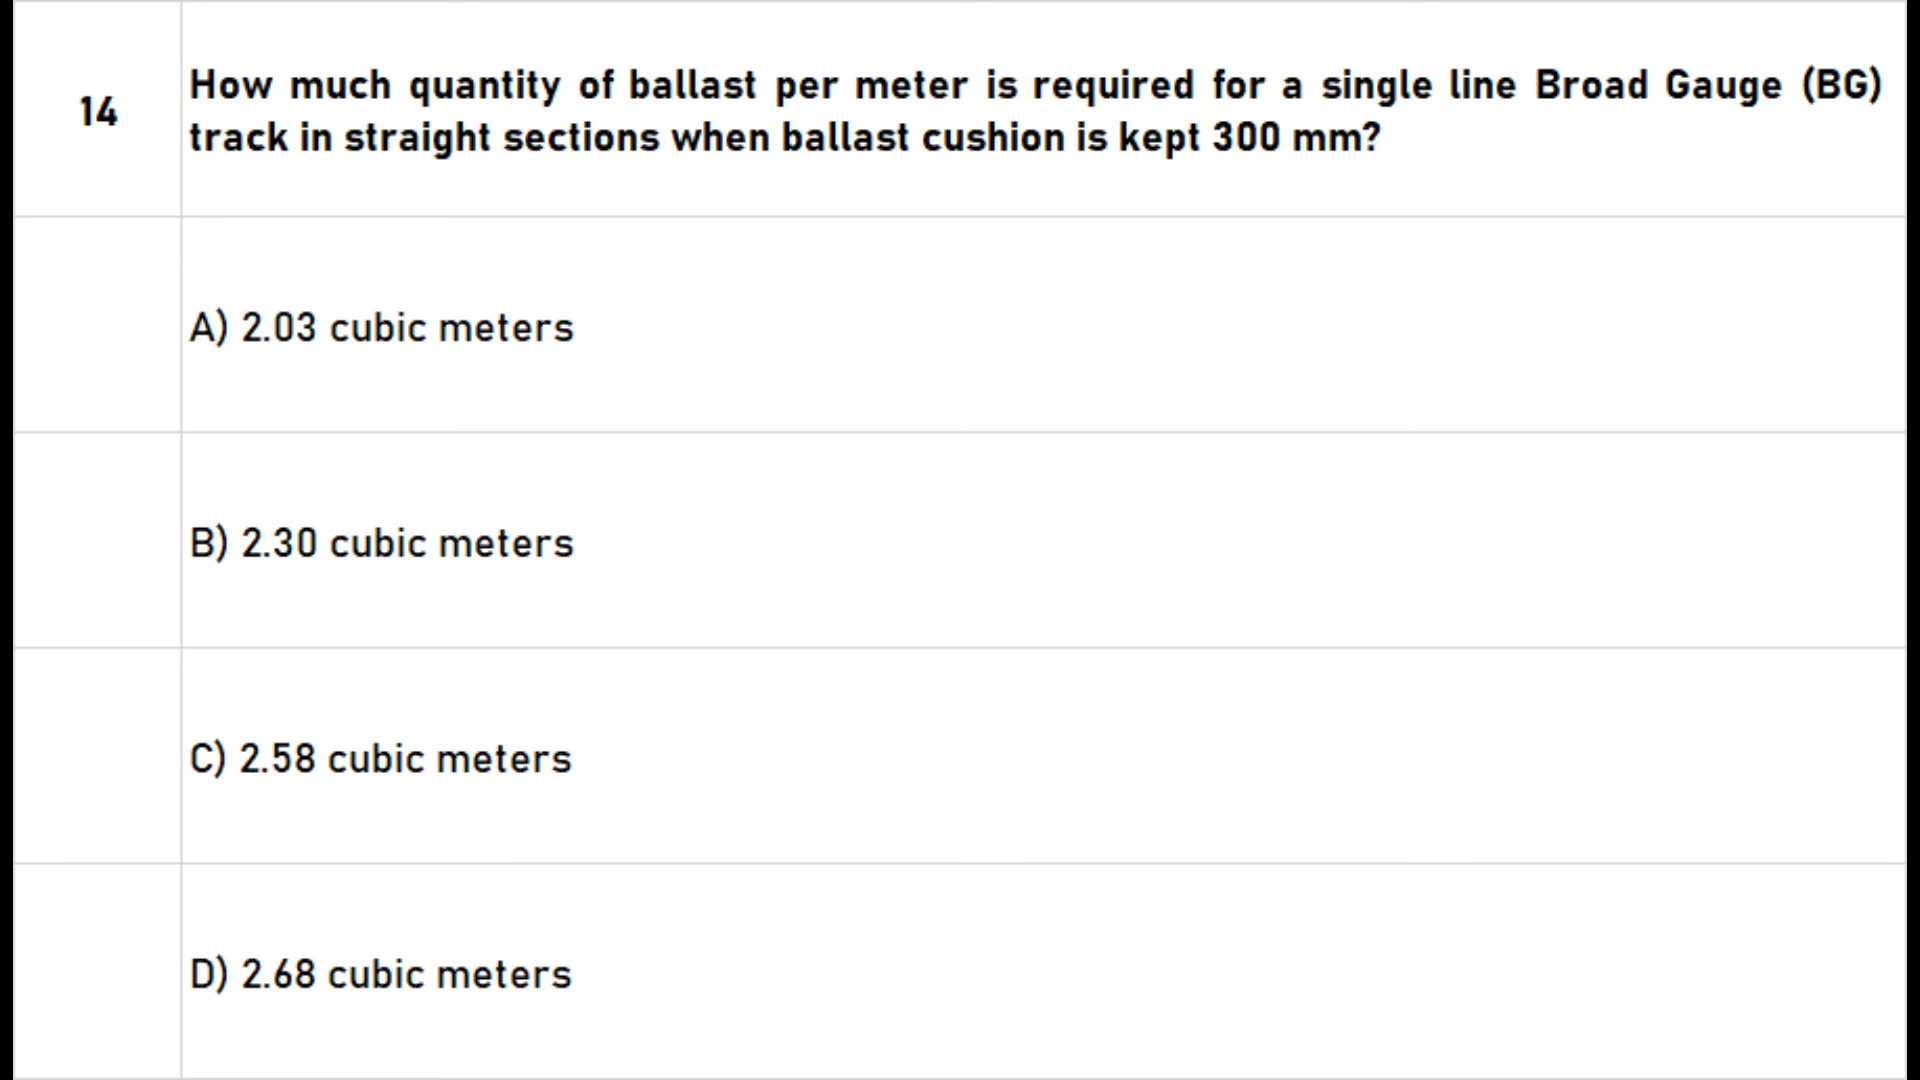 14
How much quantity of ballast per meter is required for a single line Broad Gauge (BG)
track in straight sections when ballast cushion is kept 300 mm?
A) 2.03 cubic meters
B) 2.30 cubic meters
C) 2.58 cubic meters
D) 2.68 cubic meters